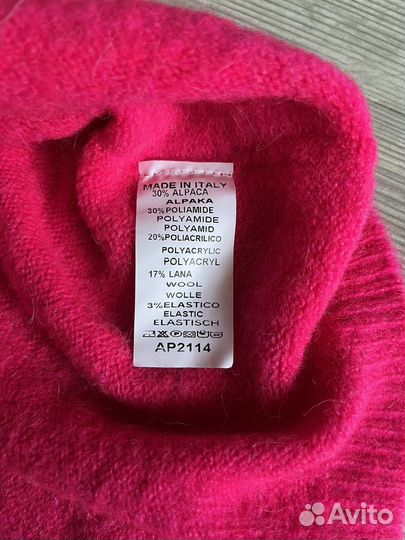 MADE IN ITALY
30% ALPACA
ALPAKA
30% POLIAMIDE
POLYAMIDE
POLYAMID
20% POLIACRILICO
POLYACRYLIC
POLYACRYL
17% LANA
WOOL
WOLLE
3% ELASTICO
ELASTIC
ELASTISCH
AP2114
Avito